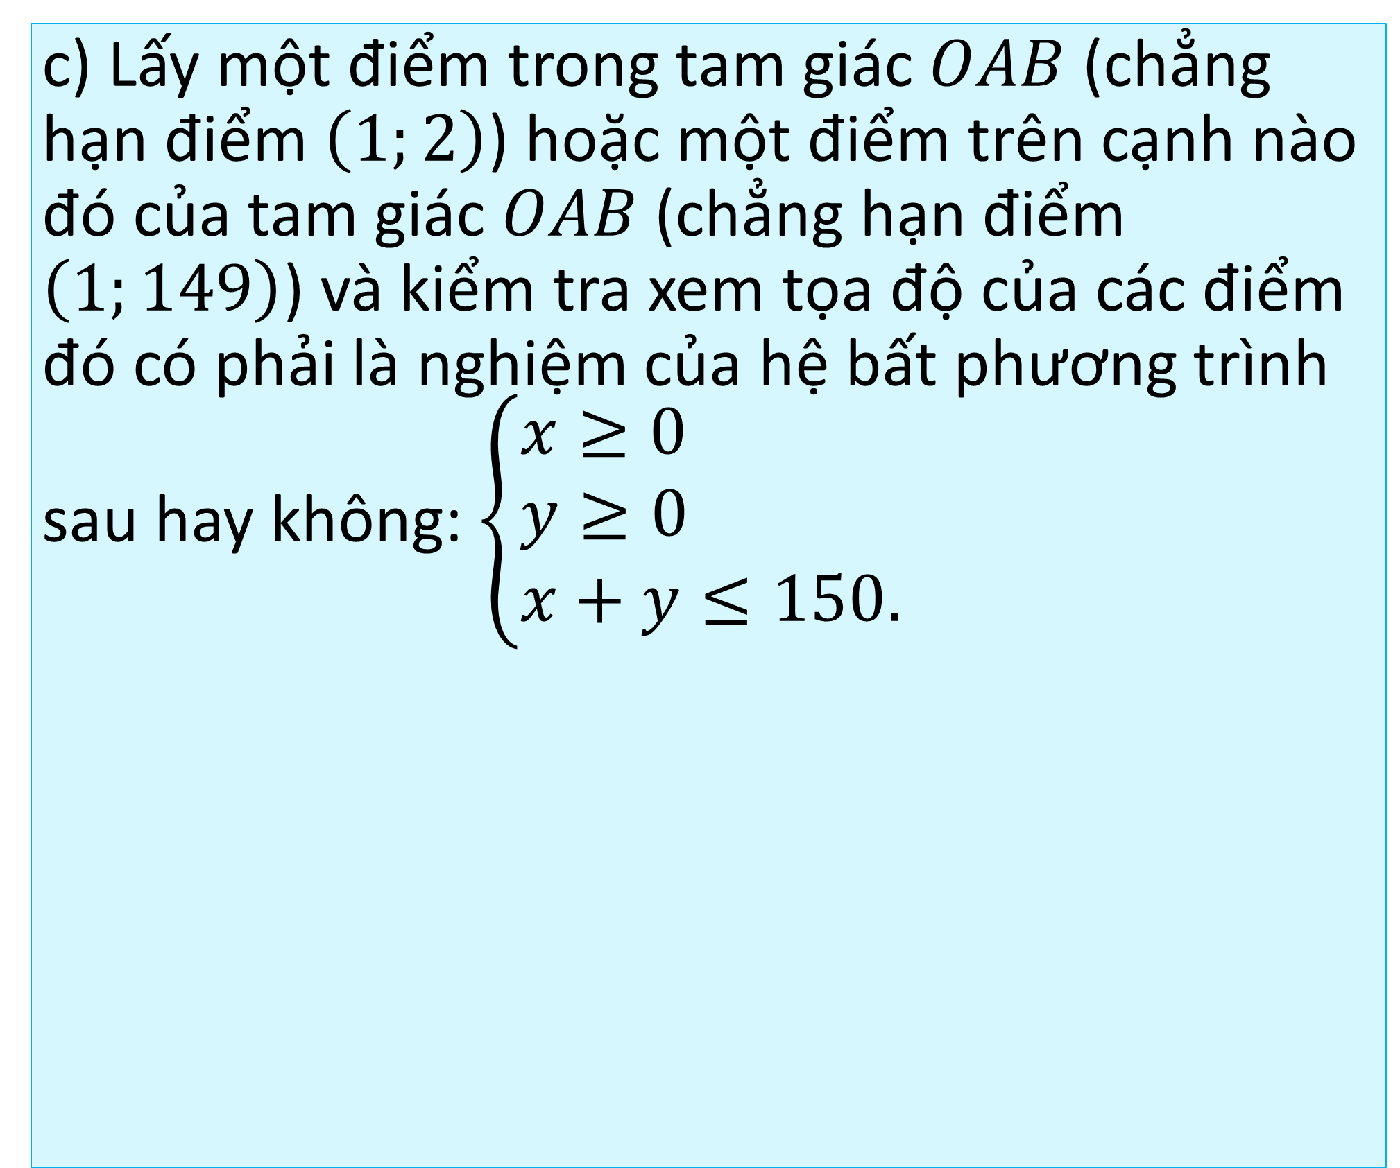 c) Lấy một điểm trong tam giác OAB (chẳng
hạn điểm (1; 2)) hoặc một điểm trên cạnh nào
đó của tam giác OAB (chẳng hạn điểm
(1; 149)) và kiểm tra xem tọa độ của các điểm
đó có phải là nghiệm của hệ bất phương trình
sau hay không: { x ≥ 0
y ≥ 0
x + y ≤ 150.